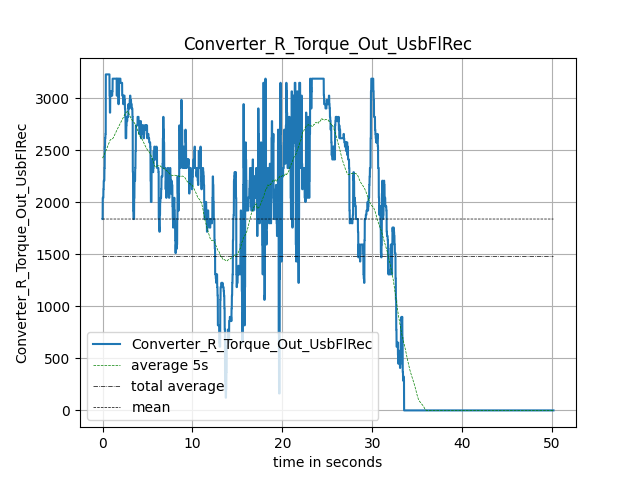 Converter_R_Torque_Out_UsbFlRec
Converter_R_Torque_Out_UsbFlRec
3000
2500
2000
1500
1000
500
0
Converter_R_Torque_Out_UsbFlRec
average 5s
total average
mean
0 10 20 30 40 50
time in seconds